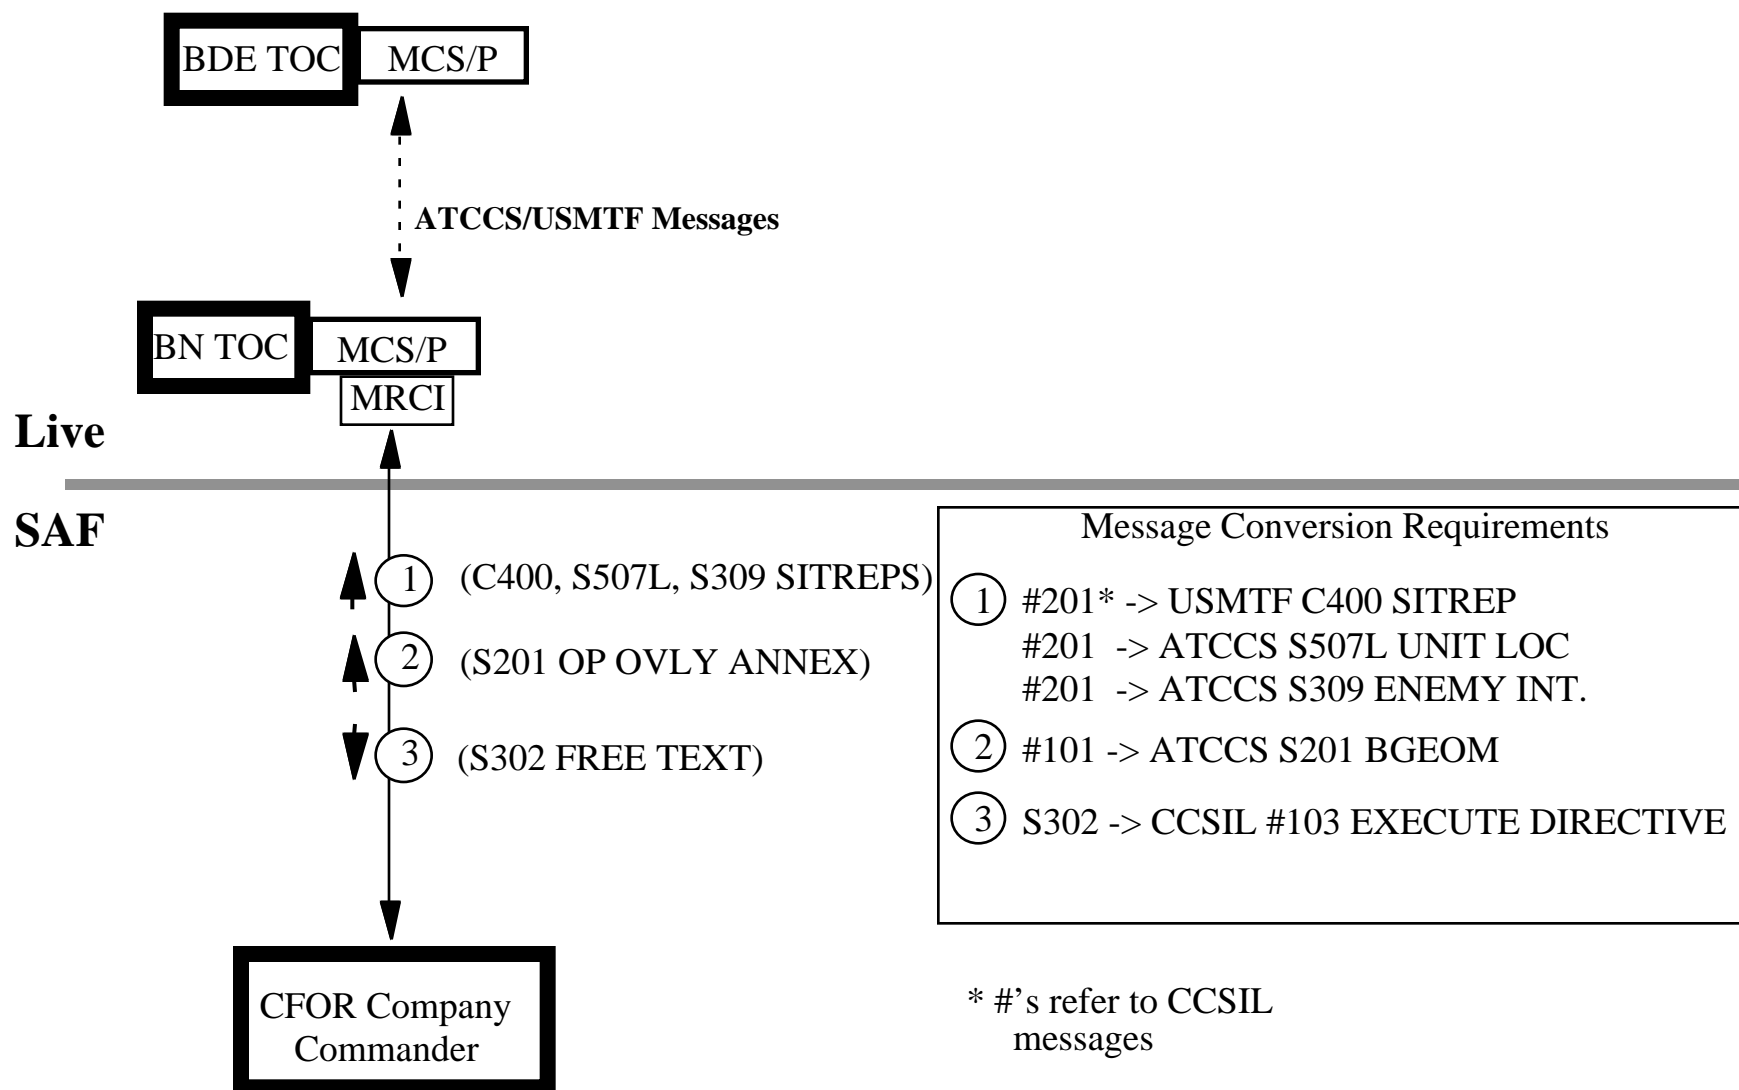 BDE TOC
MCS/P
ATCCS/USMTF Messages
BN TOC
MCS/P
MRCI
Live
SAF
1 (C400, S507L, S309 SITREPS)
2 (S201 OP OVLY ANNEX)
3 (S302 FREE TEXT)
Message Conversion Requirements
1 #201* -> USMTF C400 SITREP
#201 -> ATCCS S507L UNIT LOC
#201 -> ATCCS S309 ENEMY INT.
2 #101 -> ATCCS S201 BGEOM
3 S302 -> CCSIL #103 EXECUTE DIRECTIVE
CFOR Company
Commander
* #’s refer to CCSIL
messages